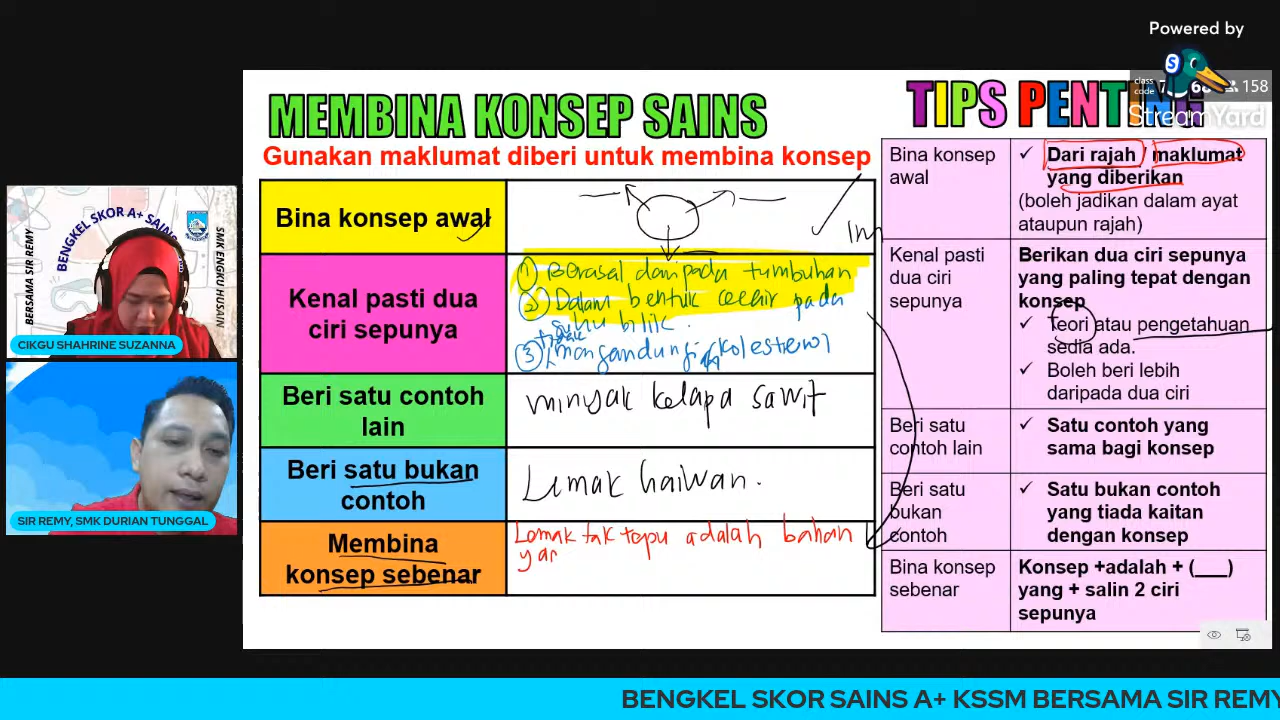 Powered by
StreamYard
158
MEMBINA KONSEP SAINS
Gunakan maklumat diberi untuk membina konsep
Bina konsep awal
Kenal pasti dua
ciri sepunya
① Berasal daripada tumbuhan
② Dalam bentuk cecair pada
suhu bilik.
tidak
③ mengandungi kolesterol
Beri satu contoh
lain
minyak kelapa sawit
Beri satu bukan
contoh
Lemak haiwan.
Membina
konsep sebenar
Lemak tak tepu adalah bahan
yan
TIPS PENTING
class
code
Bina konsep
awal
✓ Dari rajah / maklumat
yang diberikan
(boleh jadikan dalam ayat
ataupun rajah)
Kenal pasti
dua ciri
sepunya
Berikan dua ciri sepunya
yang paling tepat dengan
konsep
✓ Teori atau pengetahuan
sedia ada.
✓ Boleh beri lebih
daripada dua ciri
Beri satu
contoh lain
✓ Satu contoh yang
sama bagi konsep
Beri satu
bukan
contoh
✓ Satu bukan contoh
yang tiada kaitan
dengan konsep
Bina konsep
sebenar
Konsep +adalah + (___)
yang + salin 2 ciri
sepunya
BENGKEL SKOR A+ SAINS
BERSAMA SIR REMY
SMK ENGKU HUSAIN
CIKGU SHAHRINE SUZANNA
SIR REMY, SMK DURIAN TUNGGAL
BENGKEL SKOR SAINS A+ KSSM BERSAMA SIR REMY